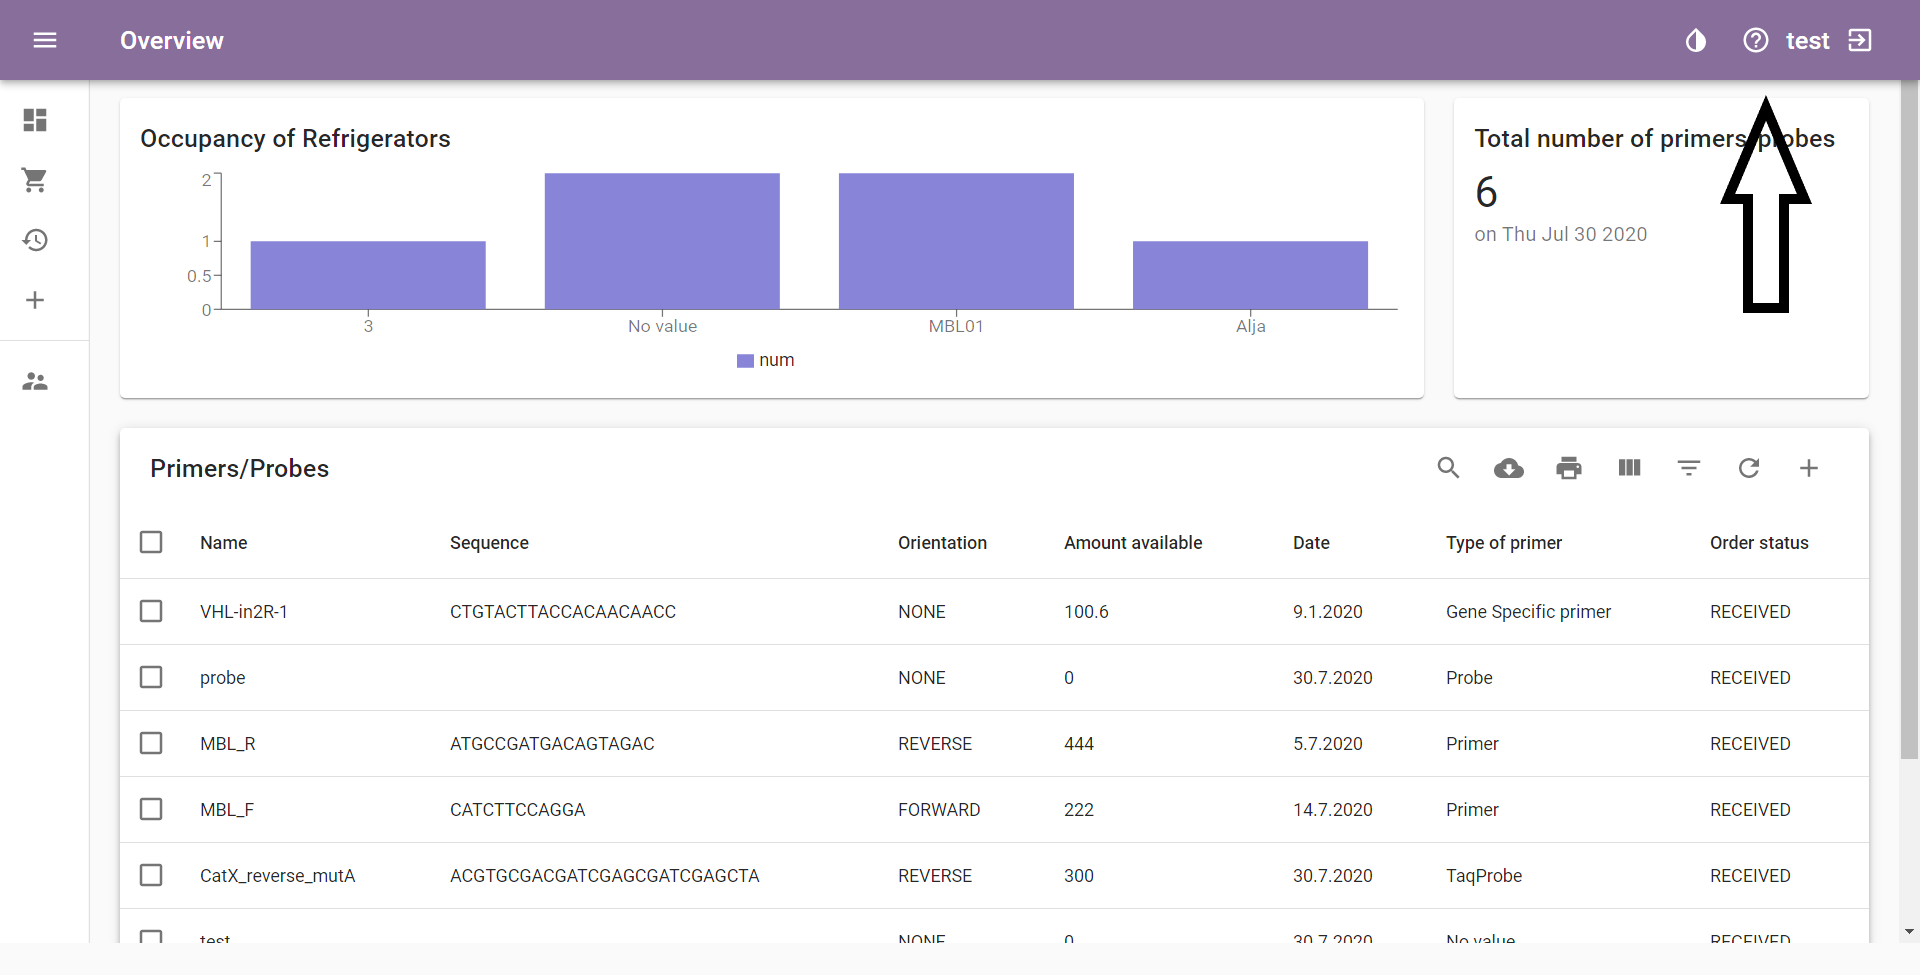 Overview
test
Occupancy of Refrigerators
2
1
0.5
0
3 No value MBL01 Alja
num
Total number of primers/probes
6
on Thu Jul 30 2020
Primers/Probes
Name Sequence Orientation Amount available Date Type of primer Order status
VHL-in2R-1 CTGTACTTACCACAACAACC NONE 100.6 9.1.2020 Gene Specific primer RECEIVED
probe NONE 0 30.7.2020 Probe RECEIVED
MBL_R ATGCCGATGACAGTAGAC REVERSE 444 5.7.2020 Primer RECEIVED
MBL_F CATCTTCCAGGA FORWARD 222 14.7.2020 Primer RECEIVED
CatX_reverse_mutA ACGTGCGACGATCGAGCGATCGAGCTA REVERSE 300 30.7.2020 TaqProbe RECEIVED
test NONE 0 30.7.2020 No value RECEIVED